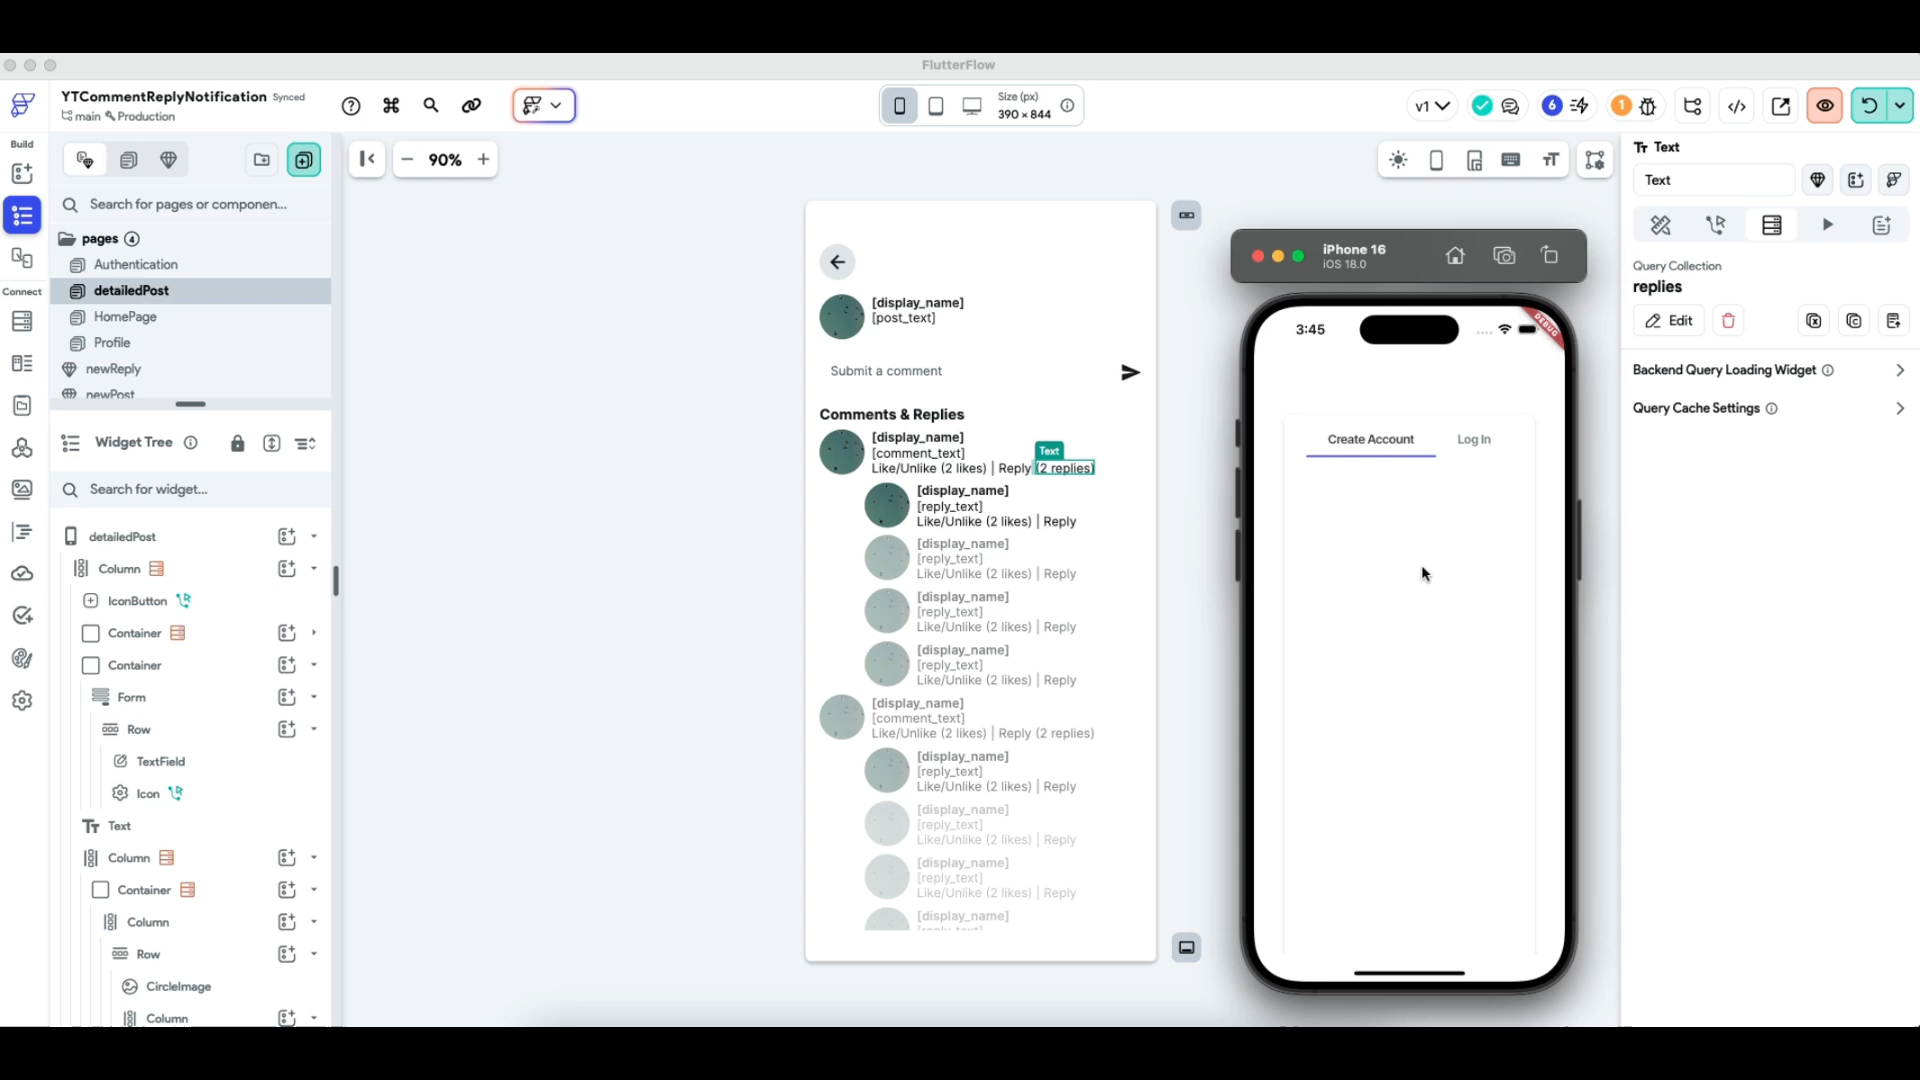 FlutterFlow
YTCommentReplyNotification Synced
main Production
90%
Size (px)
390 × 844
v1
6
1
Build
Connect
Search for pages or componen...
pages 4
Authentication
detailedPost
HomePage
Profile
newReply
newPost
Widget Tree
Search for widget...
detailedPost
Column
IconButton
Container
Container
Form
Row
TextField
Icon
Text
Column
Container
Column
Row
CircleImage
Column
[display_name]
[post_text]
Submit a comment
Comments & Replies
[display_name]
[comment_text]
Text
Like/Unlike (2 likes) | Reply (2 replies)
[display_name]
[reply_text]
Like/Unlike (2 likes) | Reply
[display_name]
[reply_text]
Like/Unlike (2 likes) | Reply
[display_name]
[reply_text]
Like/Unlike (2 likes) | Reply
[display_name]
[reply_text]
Like/Unlike (2 likes) | Reply
[display_name]
[comment_text]
Like/Unlike (2 likes) | Reply (2 replies)
[display_name]
[reply_text]
Like/Unlike (2 likes) | Reply
[display_name]
[reply_text]
Like/Unlike (2 likes) | Reply
[display_name]
[reply_text]
Like/Unlike (2 likes) | Reply
[display_name]
iPhone 16
iOS 18.0
3:45
DEBUG
Create Account Log In
Text
Text
Query Collection
replies
Edit
Backend Query Loading Widget
Query Cache Settings